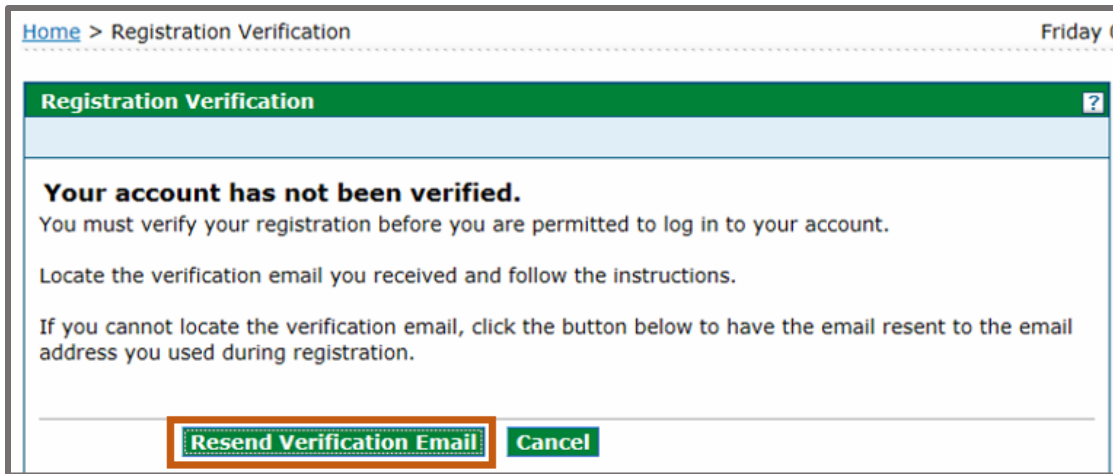 Home > Registration Verification
Friday
Registration Verification
?
Your account has not been verified.
You must verify your registration before you are permitted to log in to your account.
Locate the verification email you received and follow the instructions.
If you cannot locate the verification email, click the button below to have the email resent to the email
address you used during registration.
Resend Verification Email
Cancel